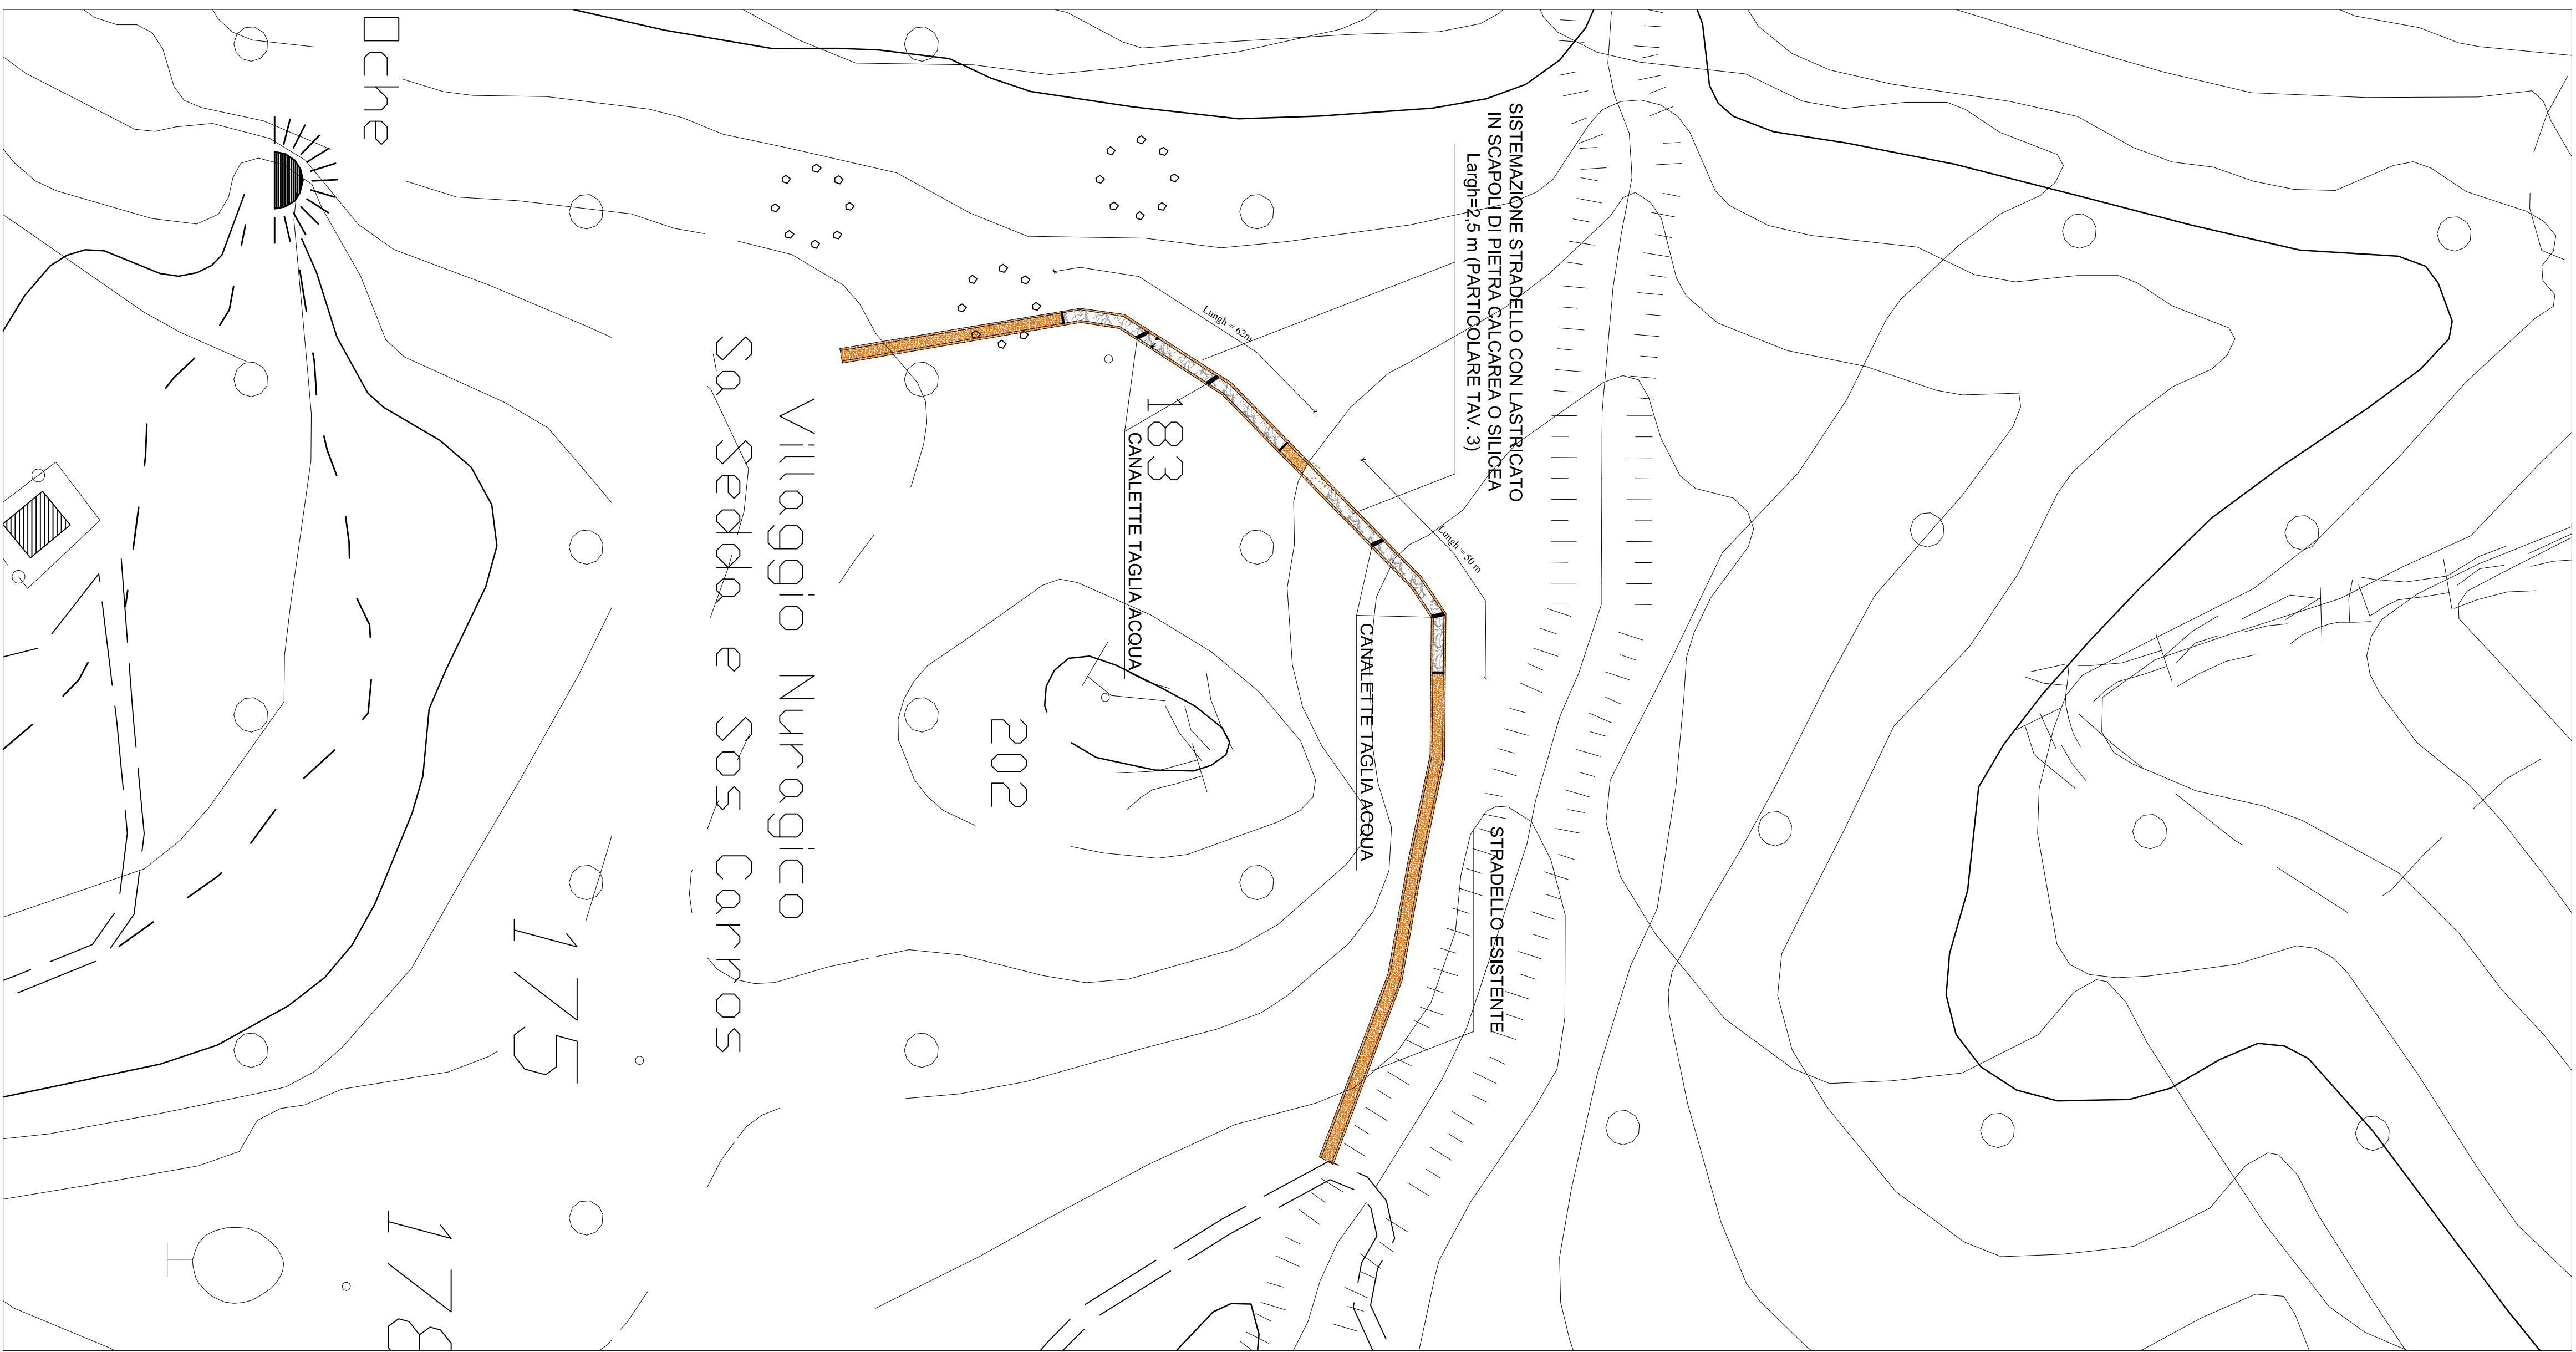 SISTEMAZIONE STRADELLO CON LASTRICATO
IN SCAPOLI DI PIETRA CALCAREA O SILICEA
Largh=2,5 m (PARTICOLARE TAV. 3)
Lungh = 62m
Lungh = 50 m
CANALETTE TAGLIA ACQUA
CANALETTE TAGLIA ACQUA
STRADELLO ESISTENTE
183
202
Villaggio Nuragico
Sa Sedda e Sos Carros
175
178